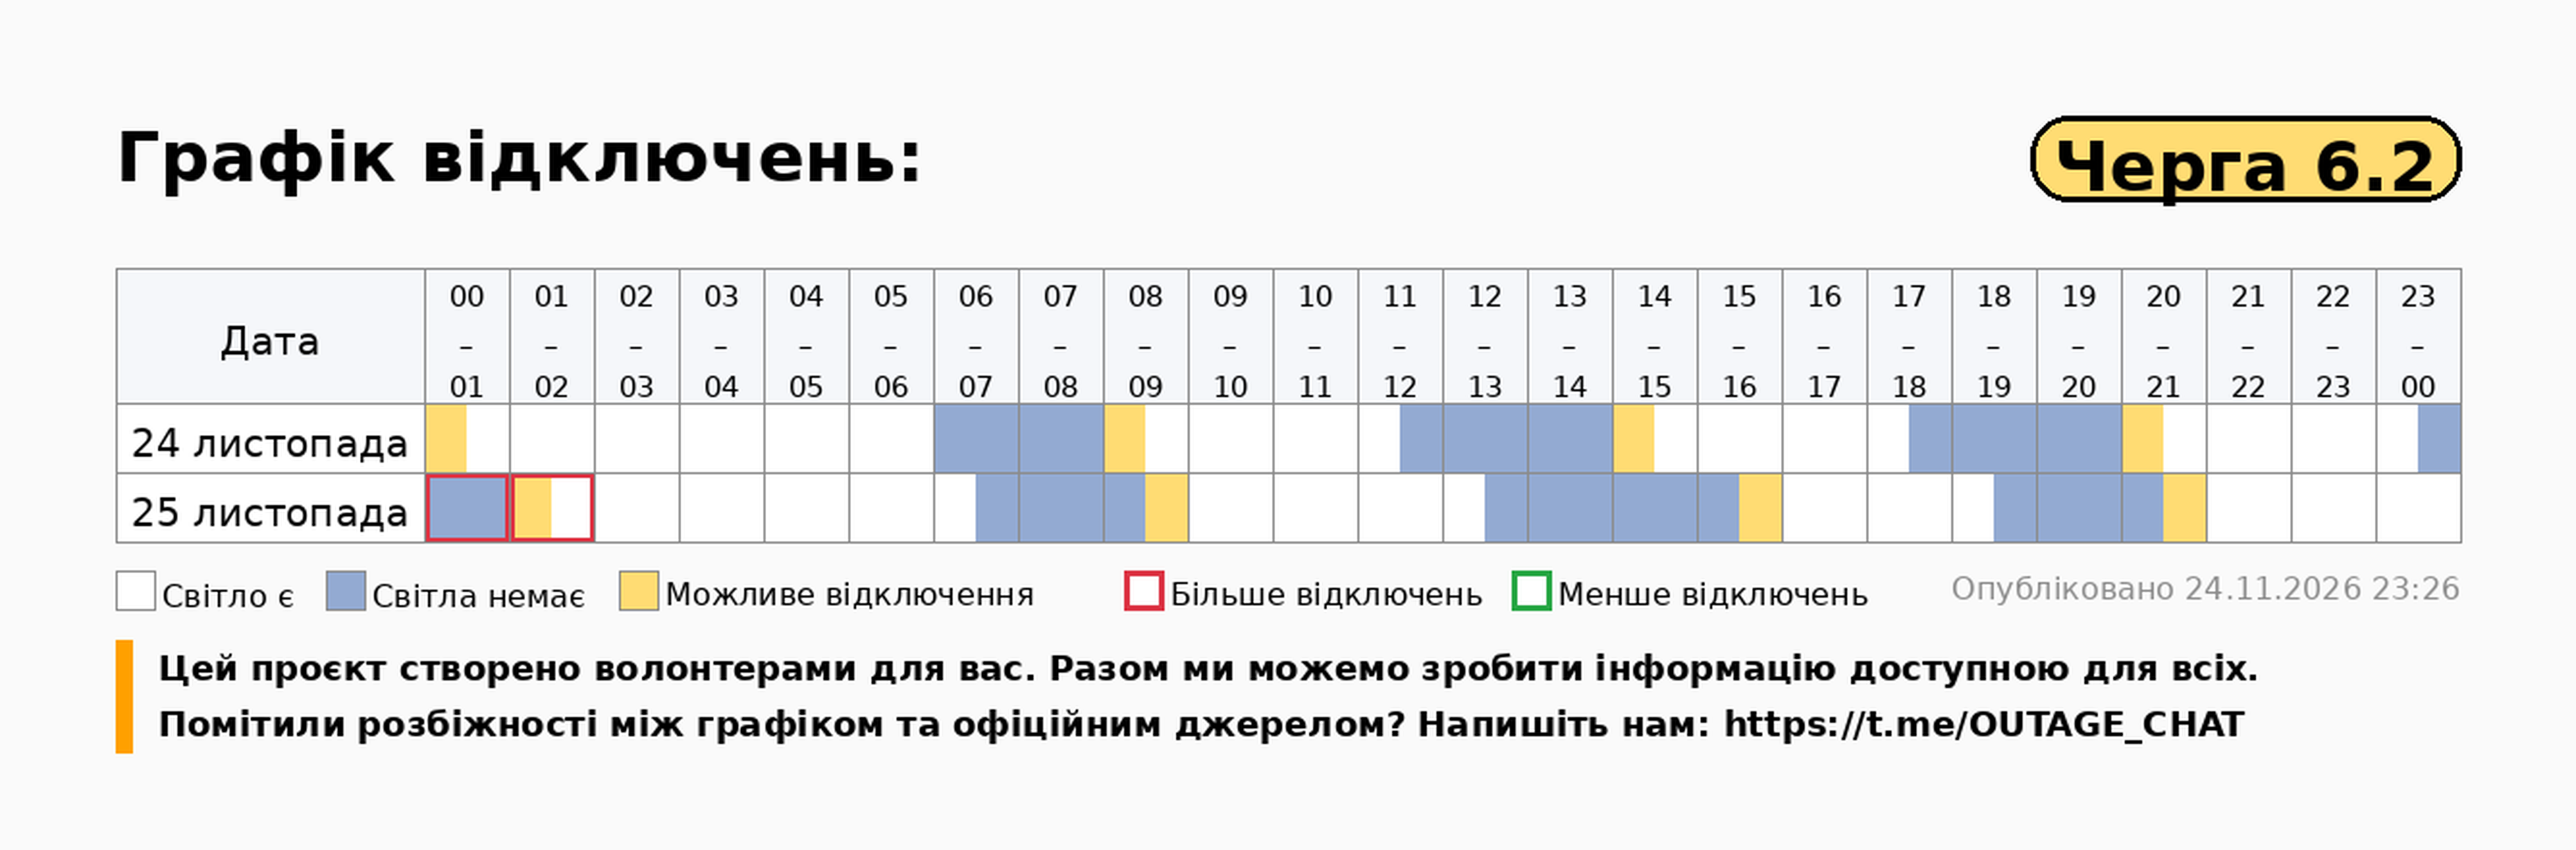 Графік відключень:
Черга 6.2
Дата
00 – 01
01 – 02
02 – 03
03 – 04
04 – 05
05 – 06
06 – 07
07 – 08
08 – 09
09 – 10
10 – 11
11 – 12
12 – 13
13 – 14
14 – 15
15 – 16
16 – 17
17 – 18
18 – 19
19 – 20
20 – 21
21 – 22
22 – 23
23 – 00
24 листопада
25 листопада
Світло є
Світла немає
Можливе відключення
Більше відключень
Менше відключень
Опубліковано 24.11.2026 23:26
Цей проєкт створено волонтерами для вас. Разом ми можемо зробити інформацію доступною для всіх.
Помітили розбіжності між графіком та офіційним джерелом? Напишіть нам: https://t.me/OUTAGE_CHAT